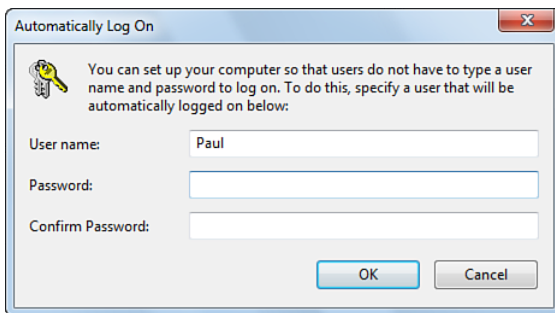 Automatically Log On
You can set up your computer so that users do not have to type a user
name and password to log on. To do this, specify a user that will be
automatically logged on below:
User name:
Paul
Password:
Confirm Password:
OK
Cancel